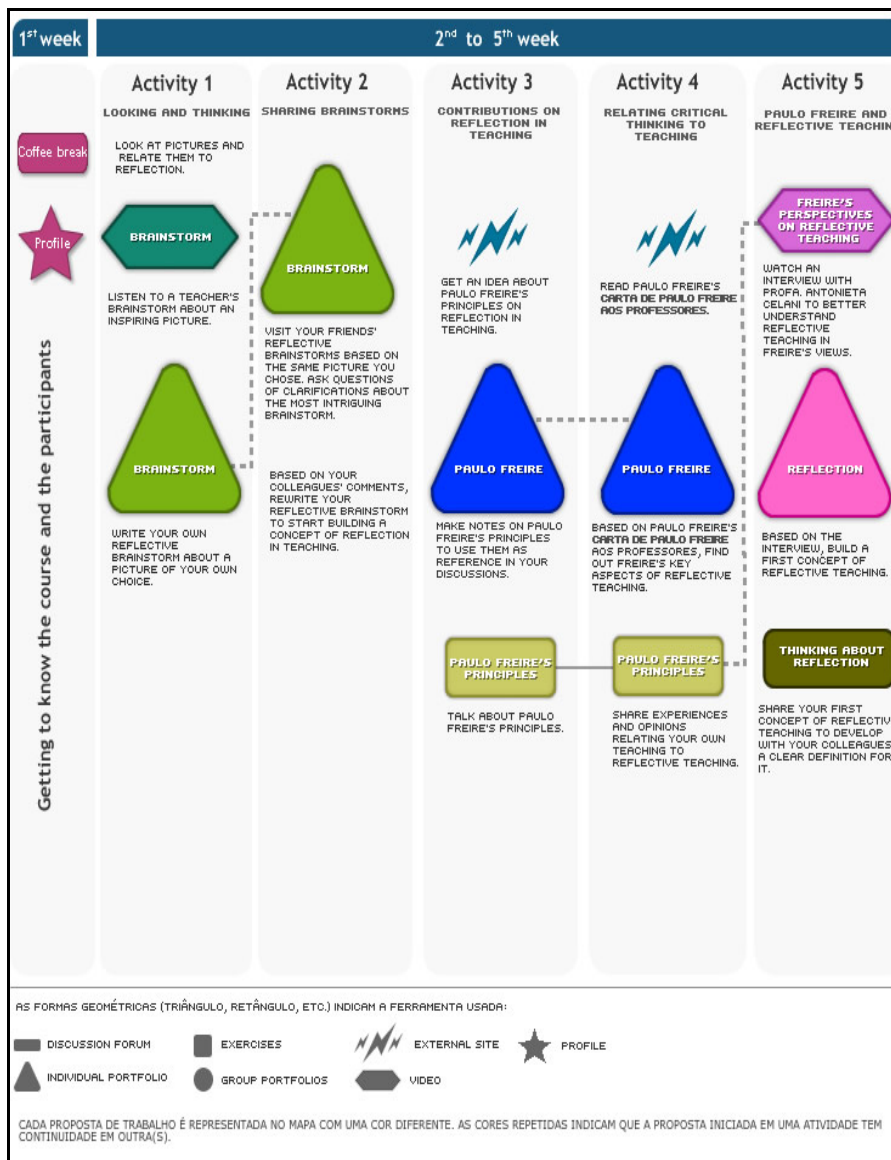 1st week
2nd to 5th week
Coffee break
Profile
Getting to know the course and the participants
Activity 1
LOOKING AND THINKING
LOOK AT PICTURES AND
RELATE THEM TO
REFLECTION.
BRAINSTORM
LISTEN TO A TEACHER'S
BRAINSTORM ABOUT AN
INSPIRING PICTURE.
BRAINSTORM
WRITE YOUR OWN
REFLECTIVE
BRAINSTORM ABOUT A
PICTURE OF YOUR OWN
CHOICE.
Activity 2
SHARING BRAINSTORMS
BRAINSTORM
VISIT YOUR FRIENDS'
REFLECTIVE
BRAINSTORMS BASED ON
THE SAME PICTURE YOU
CHOSE. ASK QUESTIONS
OF CLARIFICATIONS ABOUT
THE MOST INTRIGUING
BRAINSTORM.
BASED ON YOUR
COLLEAGUES' COMMENTS,
REWRITE YOUR
REFLECTIVE BRAINSTORM
TO START BUILDING A
CONCEPT OF REFLECTION
IN TEACHING.
Activity 3
CONTRIBUTIONS ON
REFLECTION IN
TEACHING
GET AN IDEA ABOUT
PAULO FREIRE'S
PRINCIPLES ON
REFLECTION IN
TEACHING.
PAULO FREIRE
MAKE NOTES ON PAULO
FREIRE'S PRINCIPLES
TO USE THEM AS
REFERENCE IN YOUR
DISCUSSIONS.
PAULO FREIRE'S
PRINCIPLES
TALK ABOUT PAULO
FREIRE'S PRINCIPLES.
Activity 4
RELATING CRITICAL
THINKING TO
TEACHING
READ PAULO FREIRE'S
CARTA DE PAULO FREIRE
AOS PROFESSORES.
PAULO FREIRE
BASED ON PAULO FREIRE'S
CARTA DE PAULO FREIRE
AOS PROFESSORES, FIND
OUT FREIRE'S KEY
ASPECTS OF REFLECTIVE
TEACHING.
PAULO FREIRE'S
PRINCIPLES
SHARE EXPERIENCES
AND OPINIONS
RELATING YOUR OWN
TEACHING TO
REFLECTIVE TEACHING.
Activity 5
PAULO FREIRE AND
REFLECTIVE TEACHIN
FREIRE'S
PERSPECTIVES
ON REFLECTIVE
TEACHING
WATCH AN
INTERVIEW WITH
PROFA. ANTONIETA
CELANI TO BETTER
UNDERSTAND
REFLECTIVE
TEACHING IN
FREIRE'S VIEWS.
REFLECTION
BASED ON THE
INTERVIEW, BUILD A
FIRST CONCEPT OF
REFLECTIVE TEACHING.
THINKING ABOUT
REFLECTION
SHARE YOUR FIRST
CONCEPT OF REFLECTIV
TEACHING TO DEVELOP
WITH YOUR COLLEAGUES
A CLEAR DEFINITION FOR
IT.
AS FORMAS GEOMÉTRICAS (TRIÂNGULO, RETÂNGULO, ETC.) INDICAM A FERRAMENTA USADA:
DISCUSSION FORUM
EXERCISES
EXTERNAL SITE
PROFILE
INDIVIDUAL PORTFOLIO
GROUP PORTFOLIOS
VIDEO
CADA PROPOSTA DE TRABALHO É REPRESENTADA NO MAPA COM UMA COR DIFERENTE. AS CORES REPETIDAS INDICAM QUE A PROPOSTA INICIADA EM UMA ATIVIDADE TEM
CONTINUIDADE EM OUTRA(S).